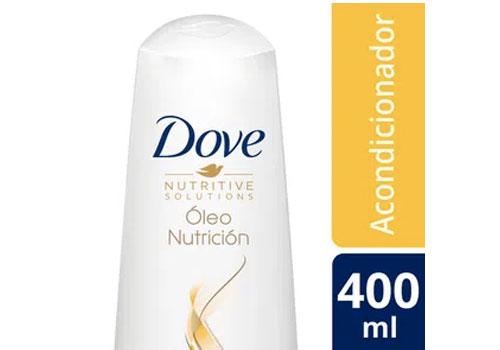 Dove
NUTRITIVE
SOLUTIONS
Óleo
Nutrición
Acondicionador
400
ml